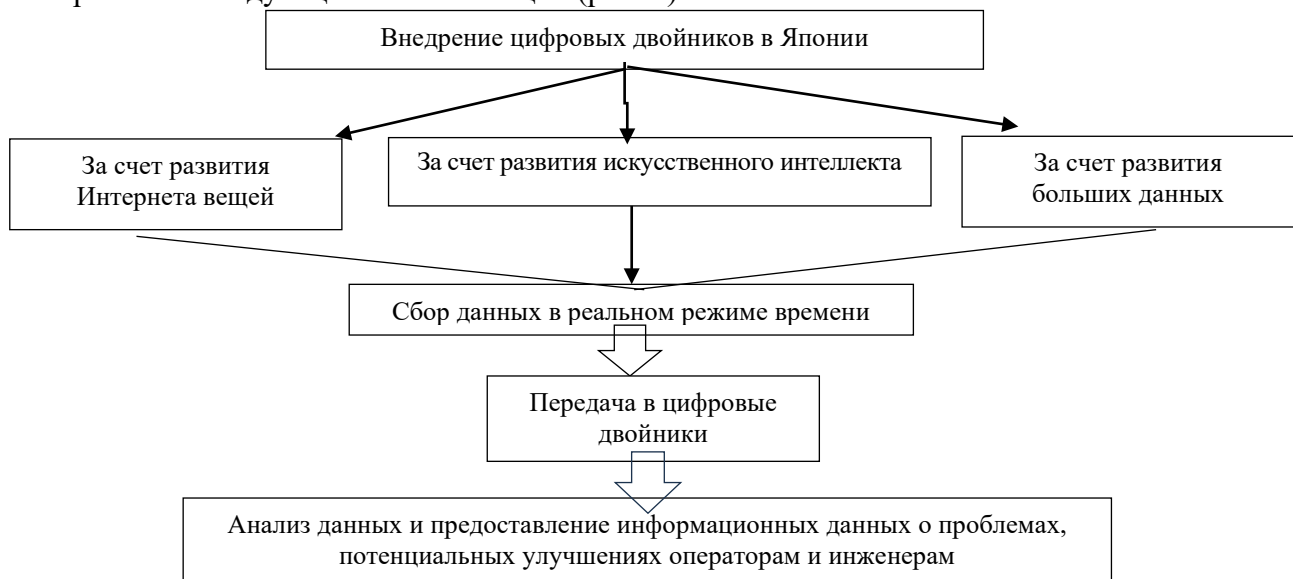 Внедрение цифровых двойников в Японии
За счет развития
Интернета вещей
За счет развития искусственного интеллекта
За счет развития
больших данных
Сбор данных в реальном режиме времени
Передача в цифровые
двойники
Анализ данных и предоставление информационных данных о проблемах,
потенциальных улучшениях операторам и инженерам